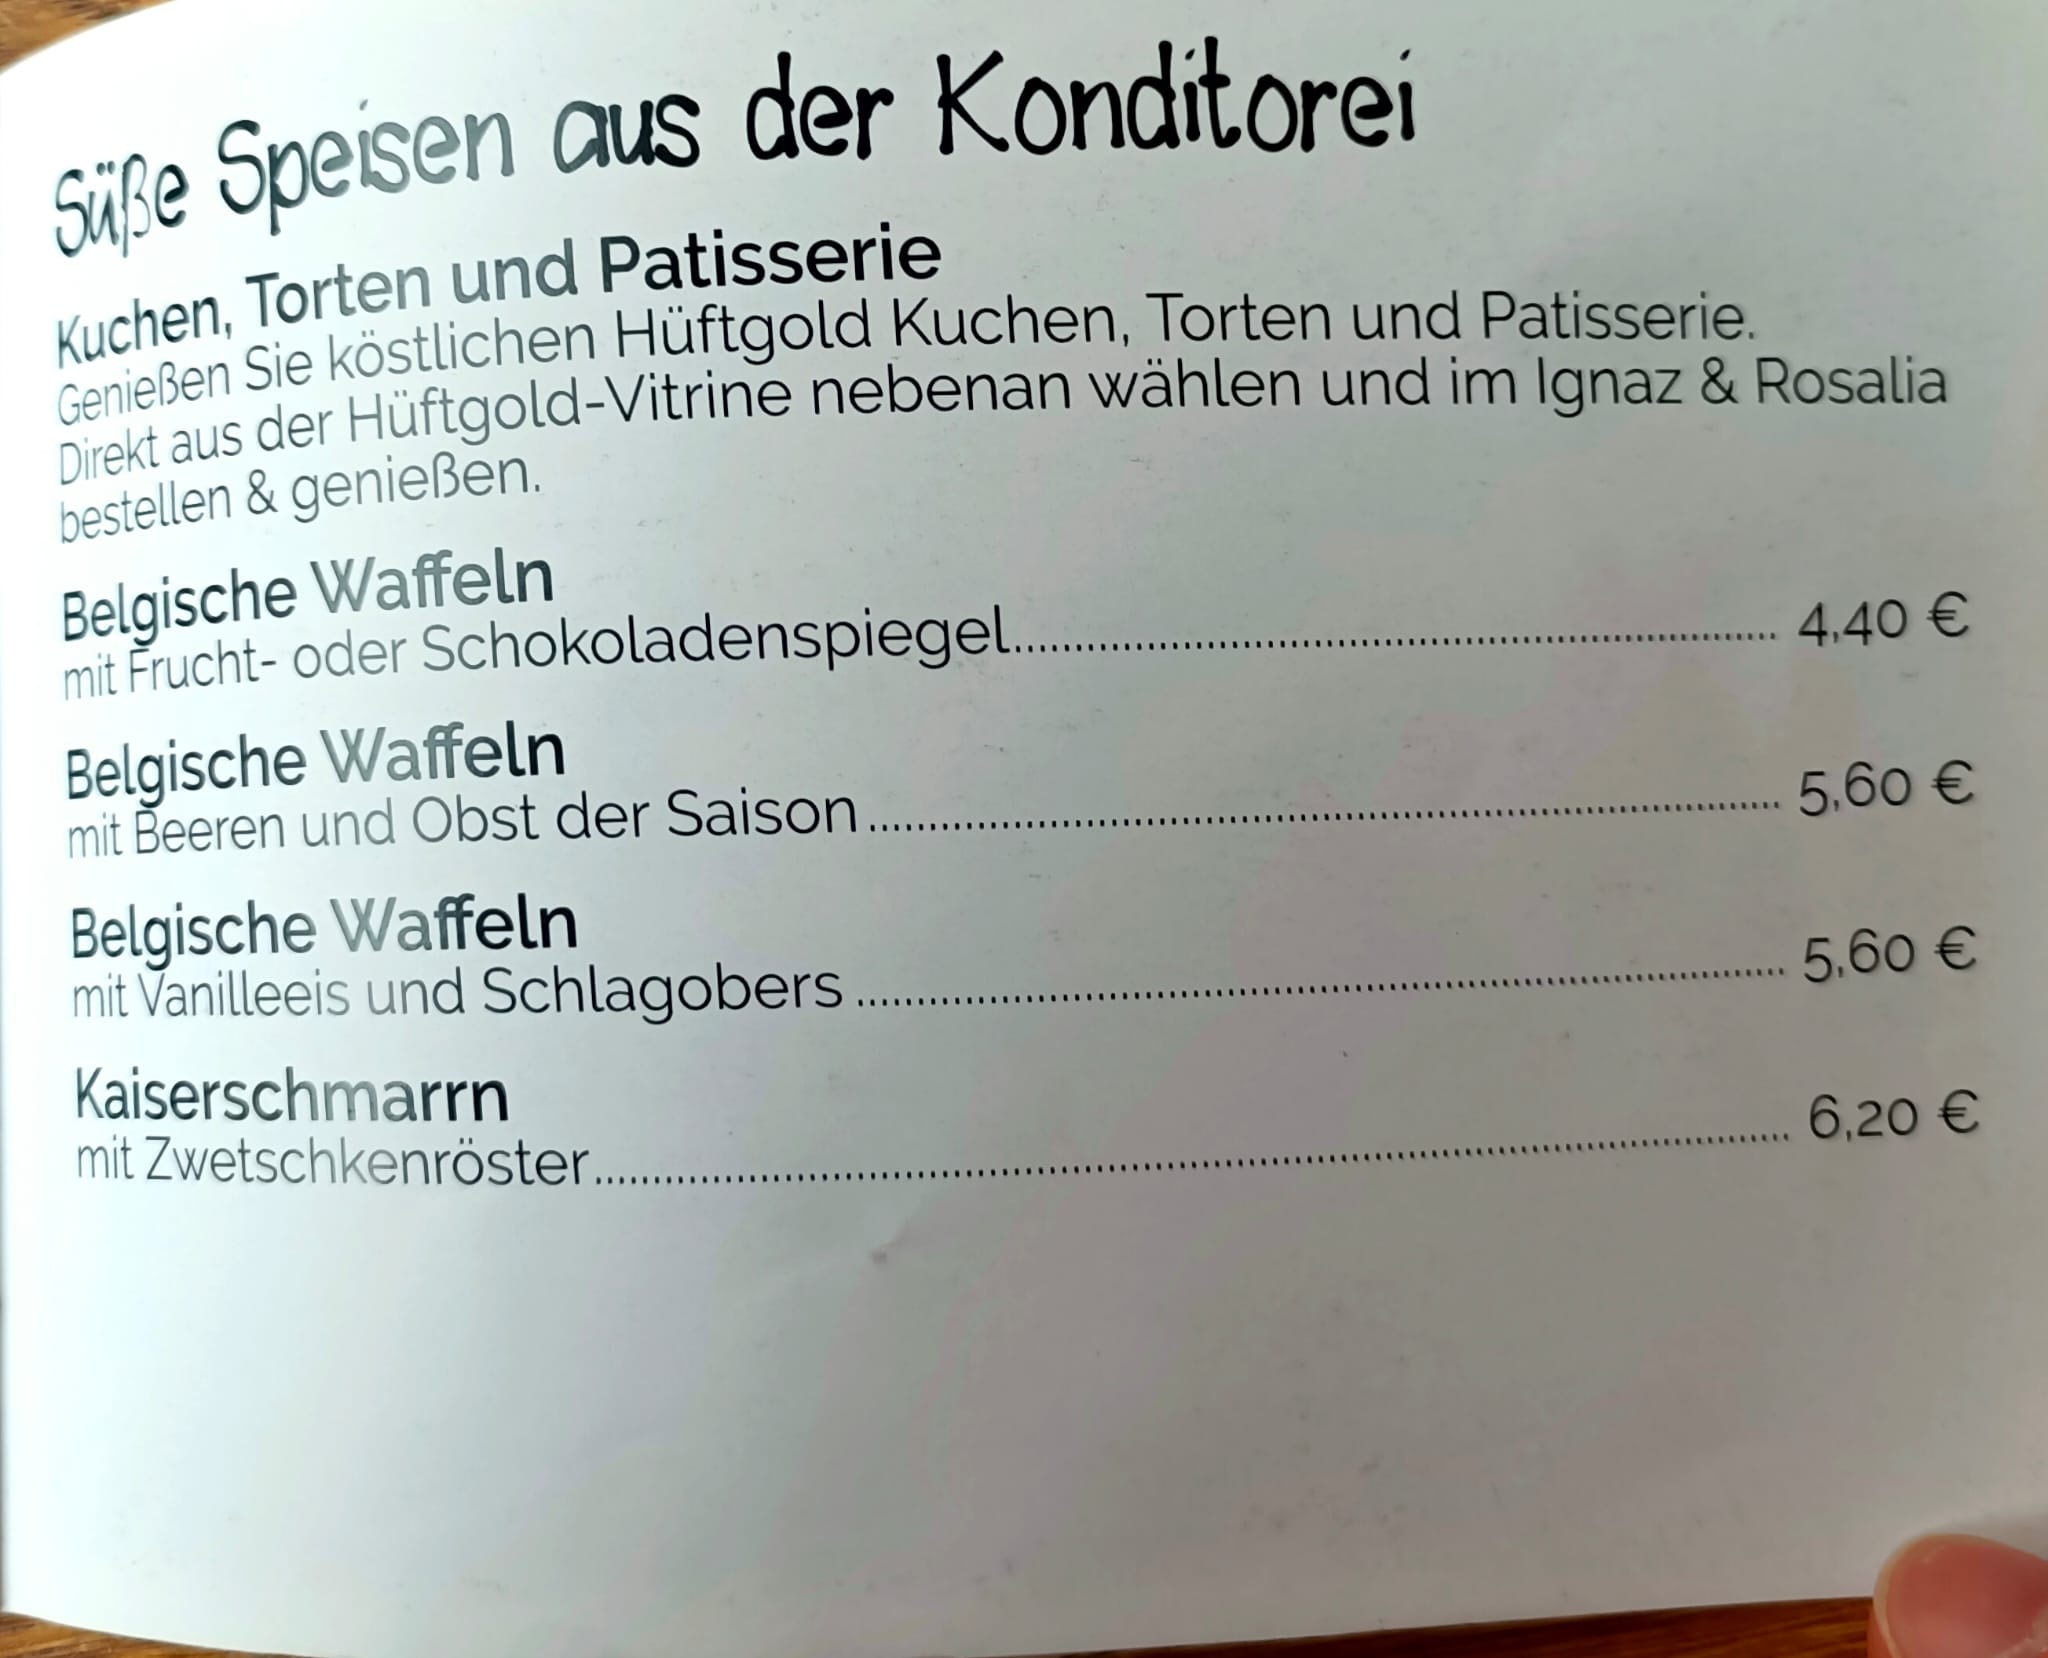 Süße Speisen aus der Konditorei
Kuchen, Torten und Patisserie
Genießen Sie köstlichen Hüftgold Kuchen, Torten und Patisserie.
Direkt aus der Hüftgold-Vitrine nebenan wählen und im Ignaz & Rosalia
bestellen & genießen.
Belgische Waffeln
mit Frucht- oder Schokoladenspiegel........................ 4,40 €
Belgische Waffeln
mit Beeren und Obst der Saison........................ 5,60 €
Belgische Waffeln
mit Vanilleeis und Schlagobers........................ 5,60 €
Kaiserschmarrn
mit Zwetschkenröster........................ 6,20 €